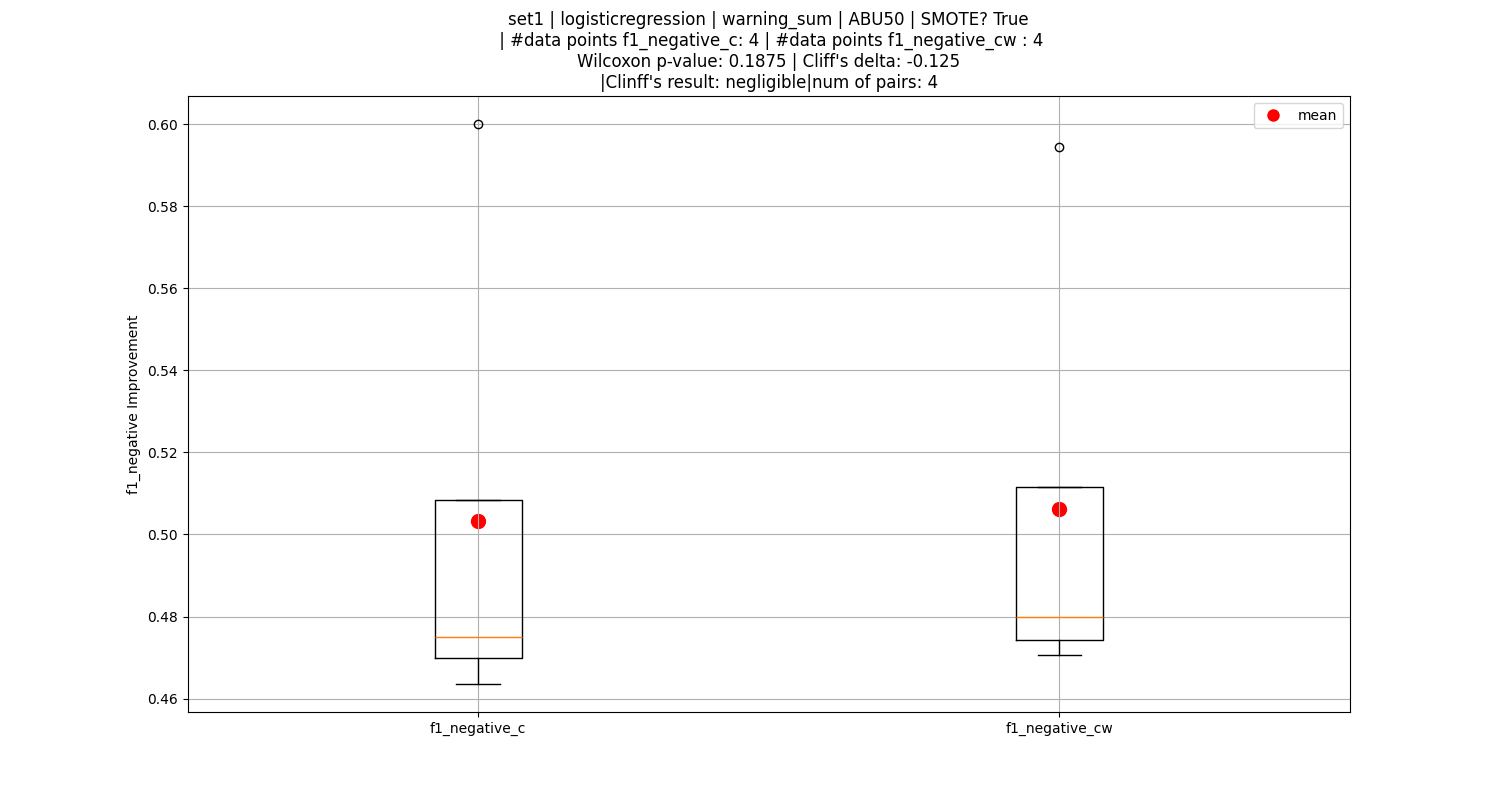 set1 | logisticregression | warning_sum | ABU50 | SMOTE? True
| #data points f1_negative_c: 4 | #data points f1_negative_cw : 4
Wilcoxon p-value: 0.1875 | Cliff's delta: -0.125
|Clinff's result: negligible|num of pairs: 4
mean
0.60
0.58
0.56
0.54
0.52
0.50
0.48
0.46
f1_negative Improvement
f1_negative_c
f1_negative_cw